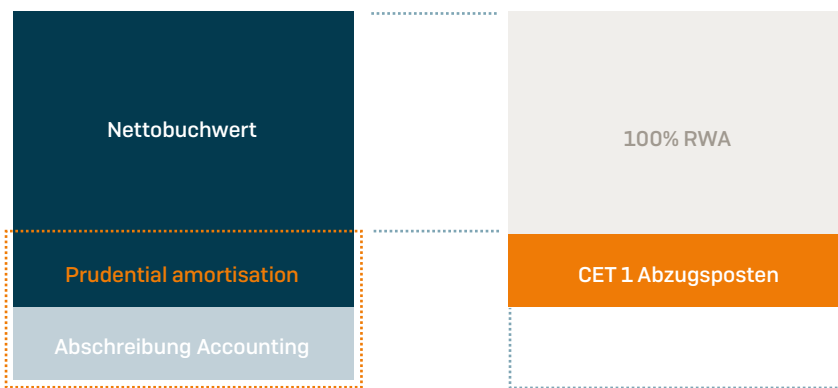 Nettobuchwert
100% RWA
Prudential amortisation
CET 1 Abzugsposten
Abschreibung Accounting